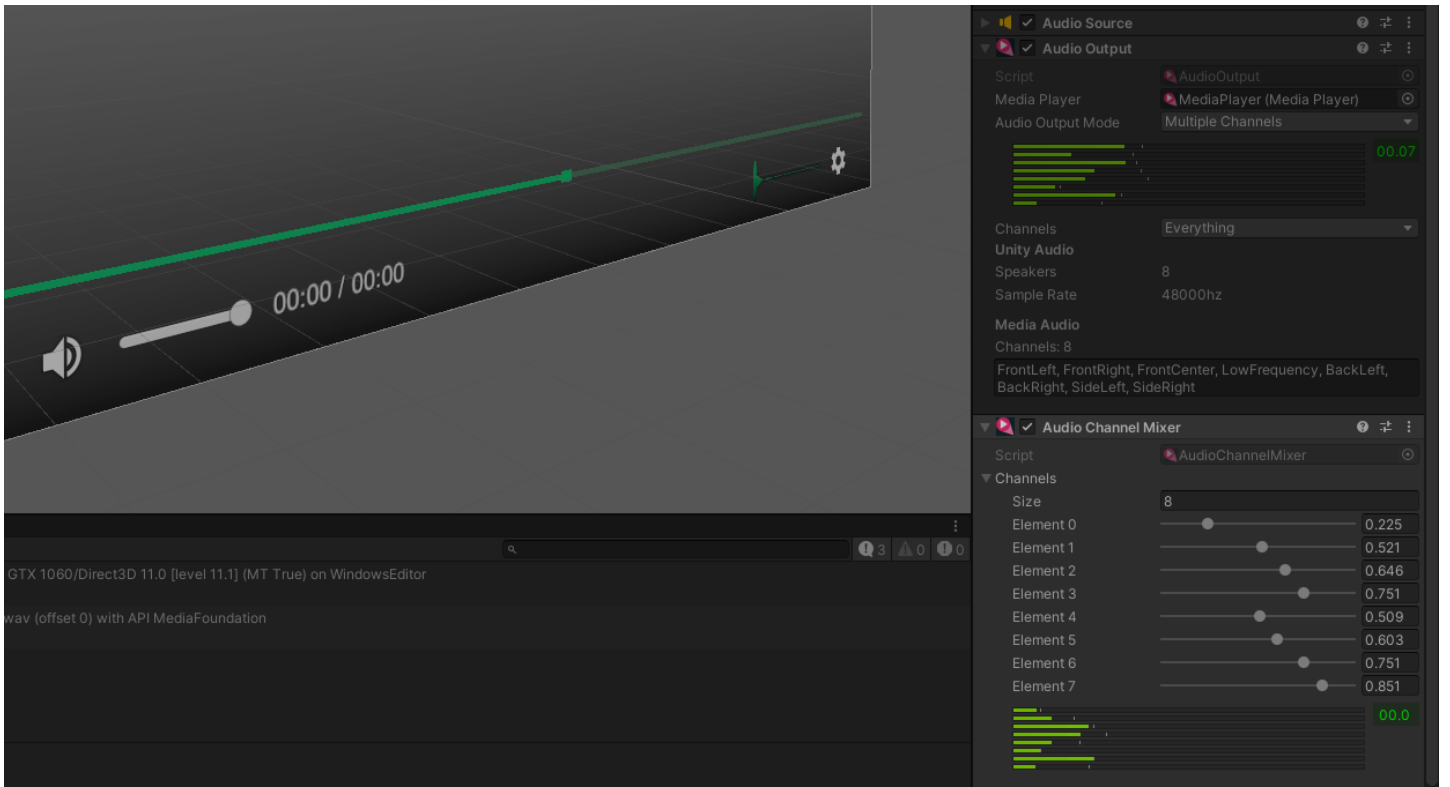 Audio Source
Audio Output
Script AudioOutput
Media Player MediaPlayer (Media Player)
Audio Output Mode Multiple Channels
00.07
Channels Everything
Unity Audio
Speakers 8
Sample Rate 48000hz
Media Audio
Channels: 8
FrontLeft, FrontRight, FrontCenter, LowFrequency, BackLeft,
BackRight, SideLeft, SideRight
Audio Channel Mixer
Script AudioChannelMixer
Channels
Size 8
Element 0 0.225
Element 1 0.521
Element 2 0.646
Element 3 0.751
Element 4 0.509
Element 5 0.603
Element 6 0.751
Element 7 0.851
00.0
00:00 / 00:00
3 0 0
GTX 1060/Direct3D 11.0 [level 11.1] (MT True) on WindowsEditor
wav (offset 0) with API MediaFoundation